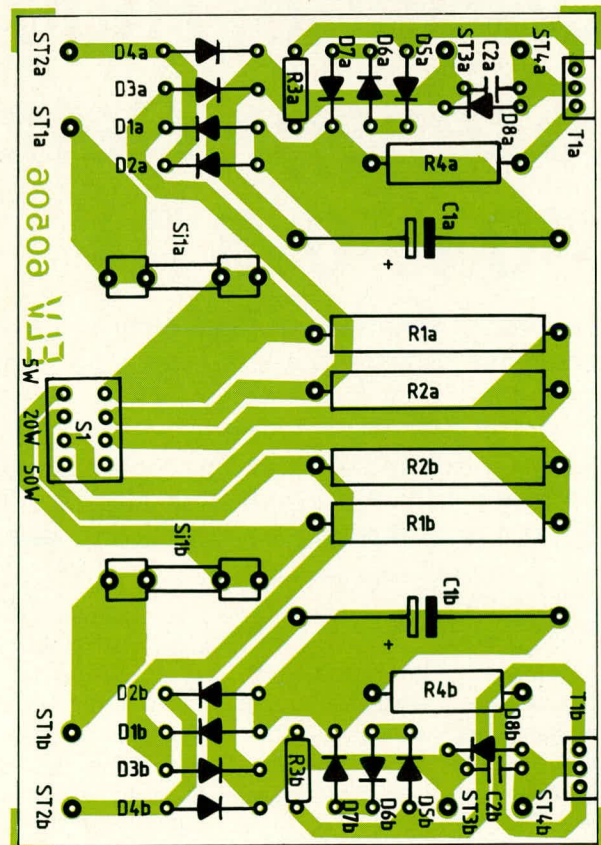 ST2a
D4a
D3a
D1a
D2a
ST1a
R3a
D7a
D6a
D5a
ST3a
C2a
ST4a
D8a
T1a
R4a
C1a
+
Si1a
ELV 60506
R1a
R2a
5W
20W
50W
S1
R2b
R1b
Si1b
C1b
+
D2b
D1b
D3b
D4b
ST1b
ST2b
R4b
R3b
D7b
D6b
D5b
ST3b
D8b
C2b
ST4b
T1b